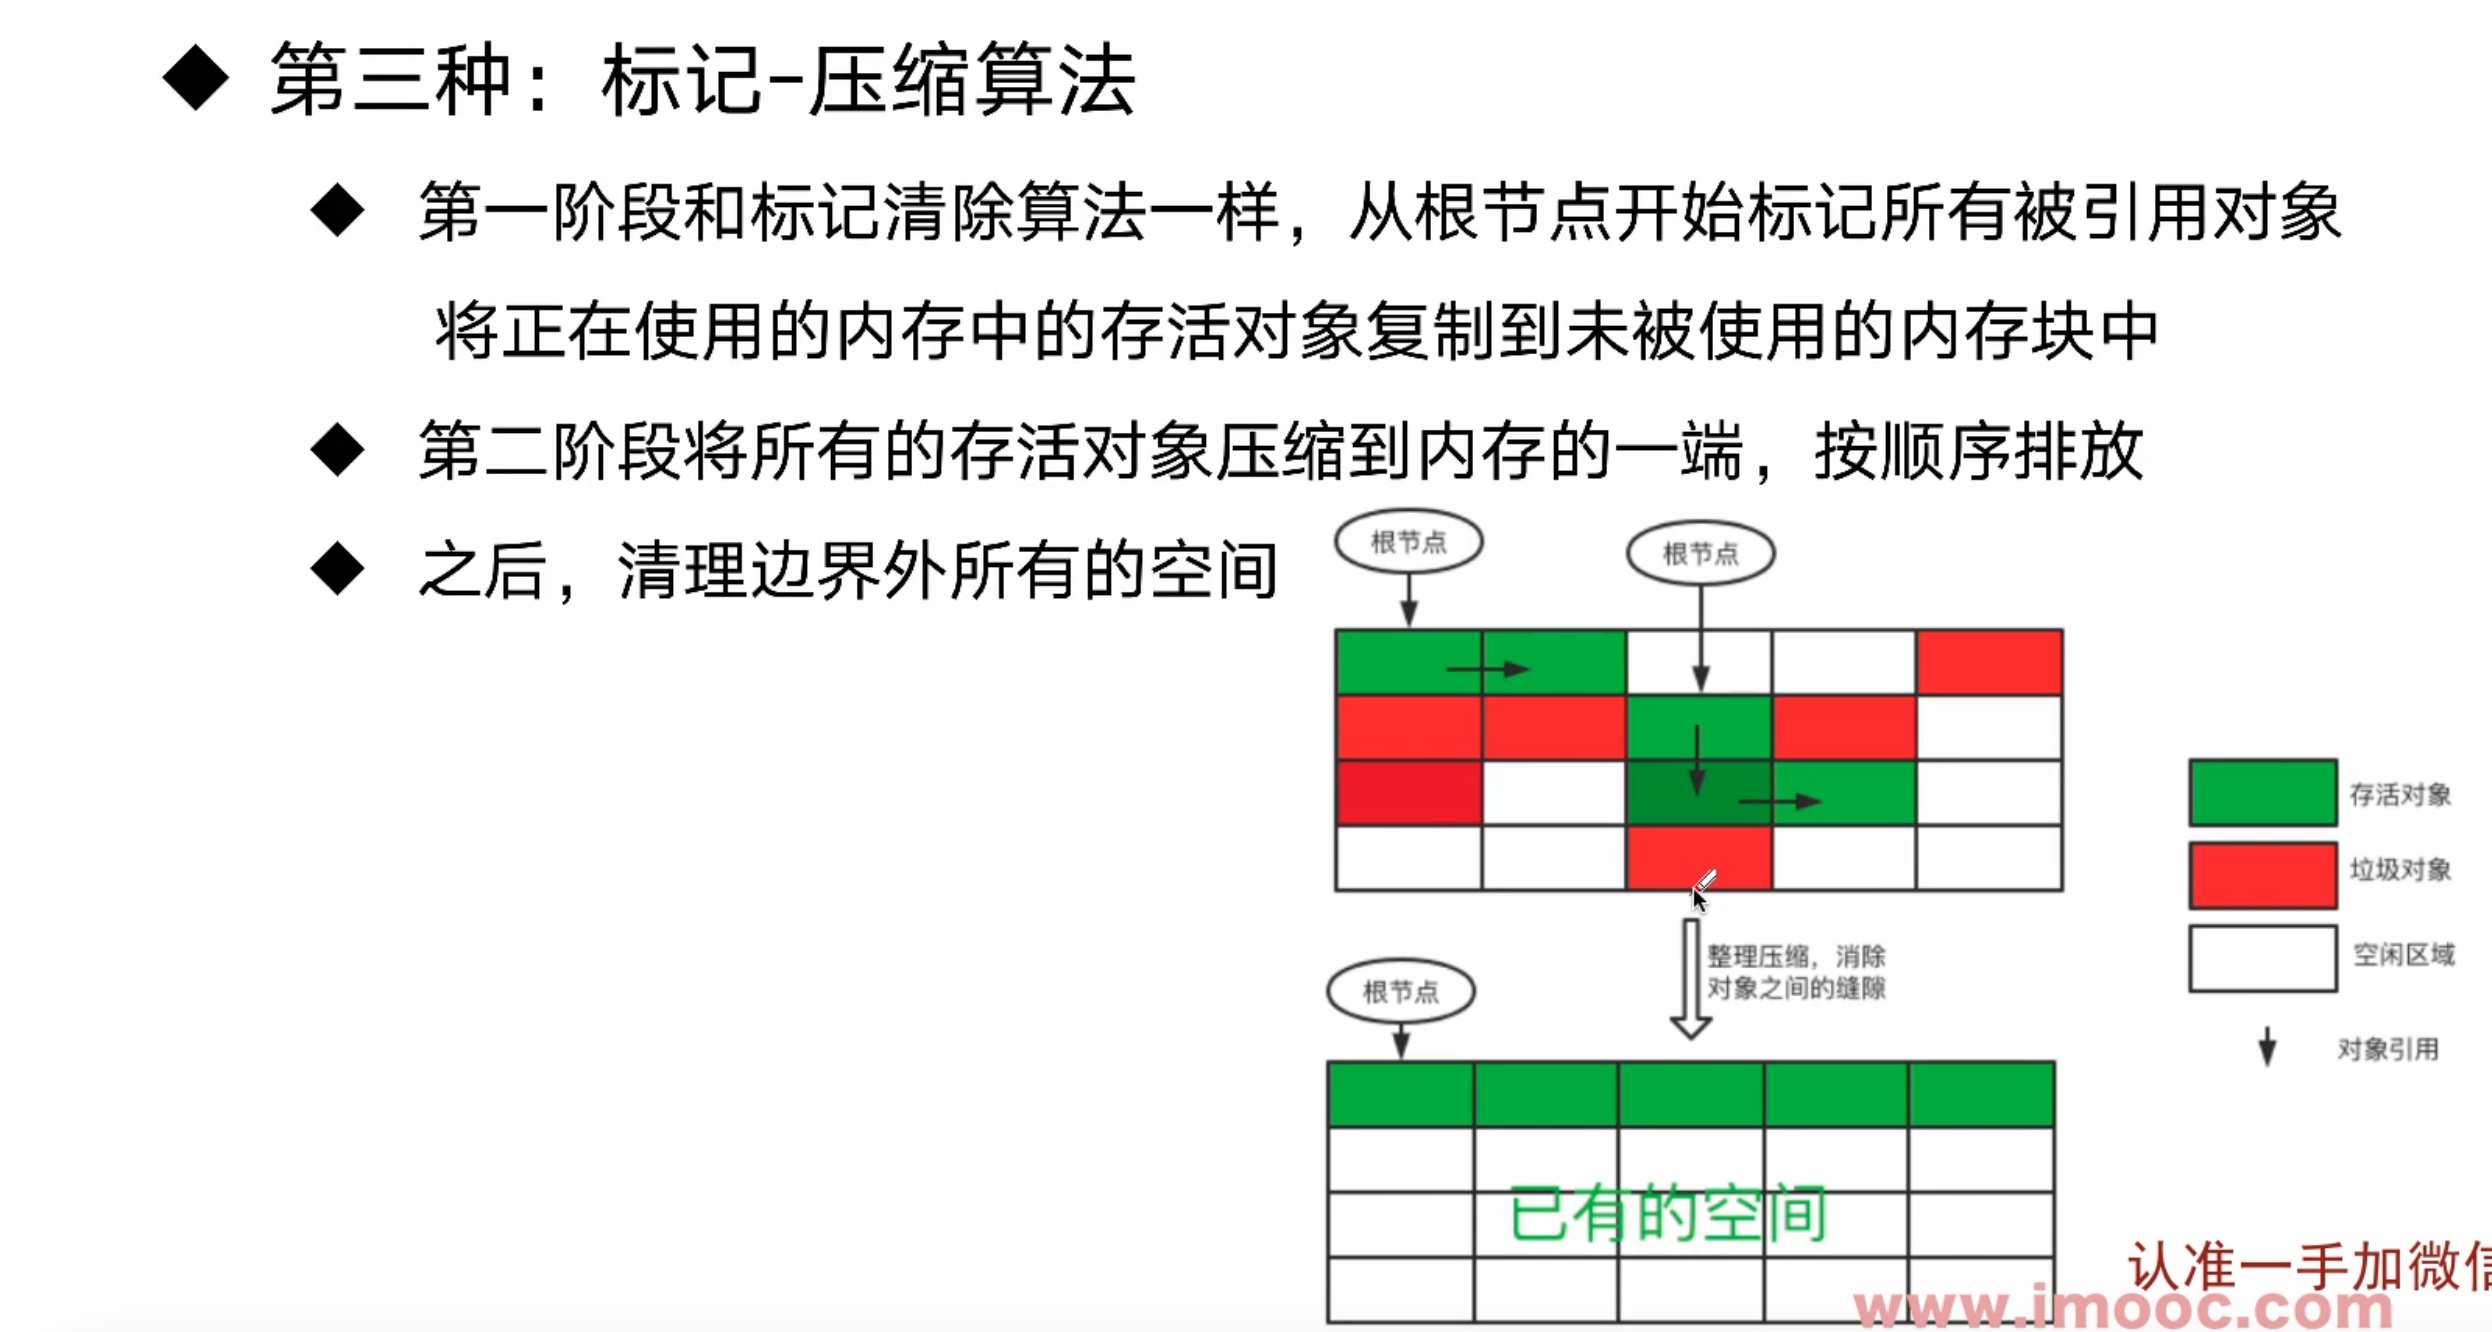 第三种：标记-压缩算法
第一阶段和标记清除算法一样，从根节点开始标记所有被引用对象
将正在使用的内存中的存活对象复制到未被使用的内存块中
第二阶段将所有的存活对象压缩到内存的一端，按顺序排放
之后，清理边界外所有的空间
根节点
根节点
存活对象
垃圾对象
空闲区域
对象引用
整理压缩，消除
对象之间的缝隙
根节点
已有的空间
认准一手加微信
www.imooc.com